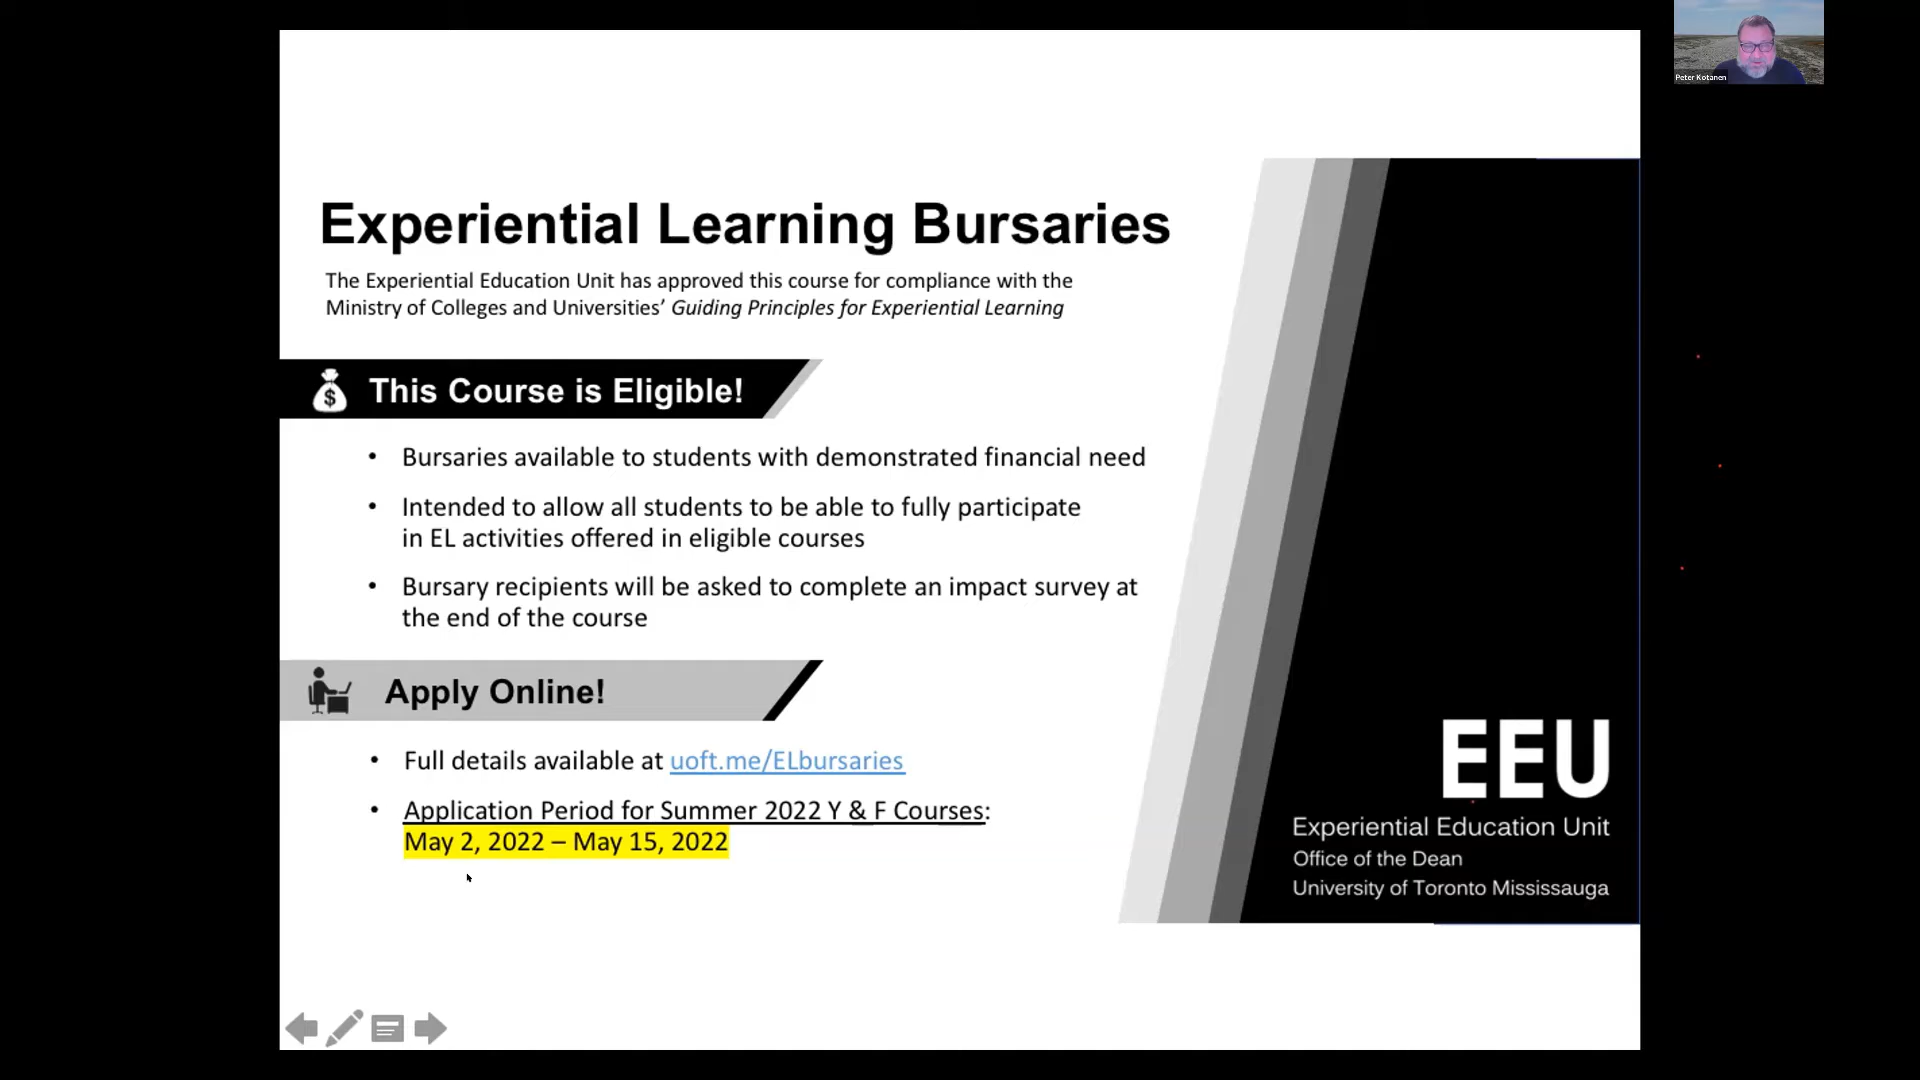 Peter Kotanen
Experiential Learning Bursaries
The Experiential Education Unit has approved this course for compliance with the
Ministry of Colleges and Universities’ Guiding Principles for Experiential Learning
$ This Course is Eligible!
• Bursaries available to students with demonstrated financial need
• Intended to allow all students to be able to fully participate
in EL activities offered in eligible courses
• Bursary recipients will be asked to complete an impact survey at
the end of the course
Apply Online!
• Full details available at uoft.me/ELbursaries
• Application Period for Summer 2022 Y & F Courses:
May 2, 2022 – May 15, 2022
EEU
Experiential Education Unit
Office of the Dean
University of Toronto Mississauga